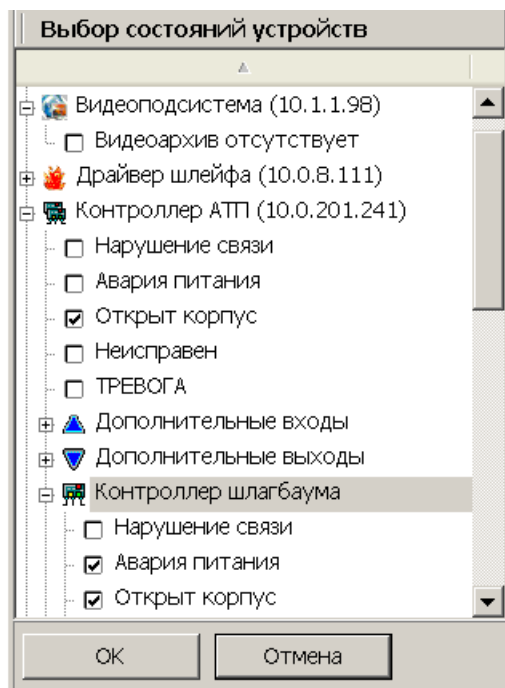 Выбор состояний устройств
Видеоподсистема (10.1.1.98)
Видеоархив отсутствует
Драйвер шлейфа (10.0.8.111)
Контроллер АТП (10.0.201.241)
Нарушение связи
Авария питания
Открыт корпус
Неисправен
ТРЕВОГА
Дополнительные входы
Дополнительные выходы
Контроллер шлагбаума
Нарушение связи
Авария питания
Открыт корпус
ОК Отмена